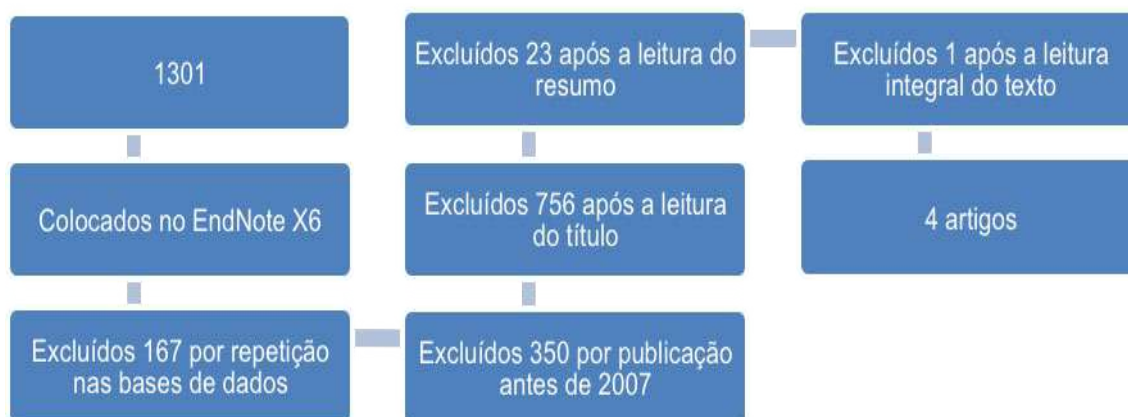 1301
Colocados no EndNote X6
Excluídos 167 por repetição
nas bases de dados
Excluídos 350 por publicação
antes de 2007
Excluídos 756 após a leitura
do título
Excluídos 23 após a leitura do
resumo
Excluídos 1 após a leitura
integral do texto
4 artigos